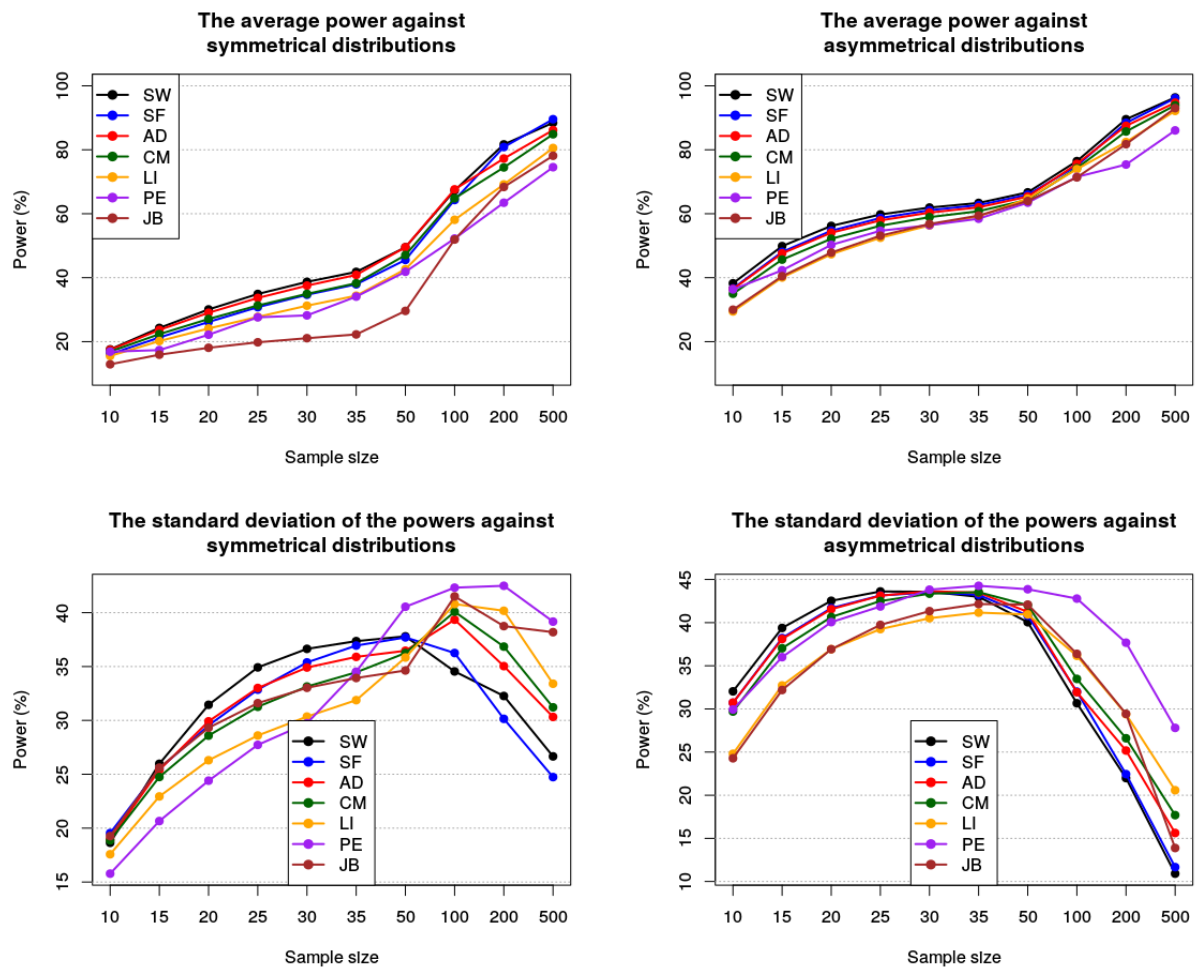 The average power against
symmetrical distributions
Power (%)
100
80
60
40
20
SW
SF
AD
CM
LI
PE
JB
10 15 20 25 30 35 50 100 200 500
Sample size
The average power against
asymmetrical distributions
Power (%)
100
80
60
40
20
SW
SF
AD
CM
LI
PE
JB
10 15 20 25 30 35 50 100 200 500
Sample size
The standard deviation of the powers against
symmetrical distributions
Power (%)
40
35
30
25
20
15
SW
SF
AD
CM
LI
PE
JB
10 15 20 25 30 35 50 100 200 500
Sample size
The standard deviation of the powers against
asymmetrical distributions
Power (%)
45
40
35
30
25
20
15
10
SW
SF
AD
CM
LI
PE
JB
10 15 20 25 30 35 50 100 200 500
Sample size